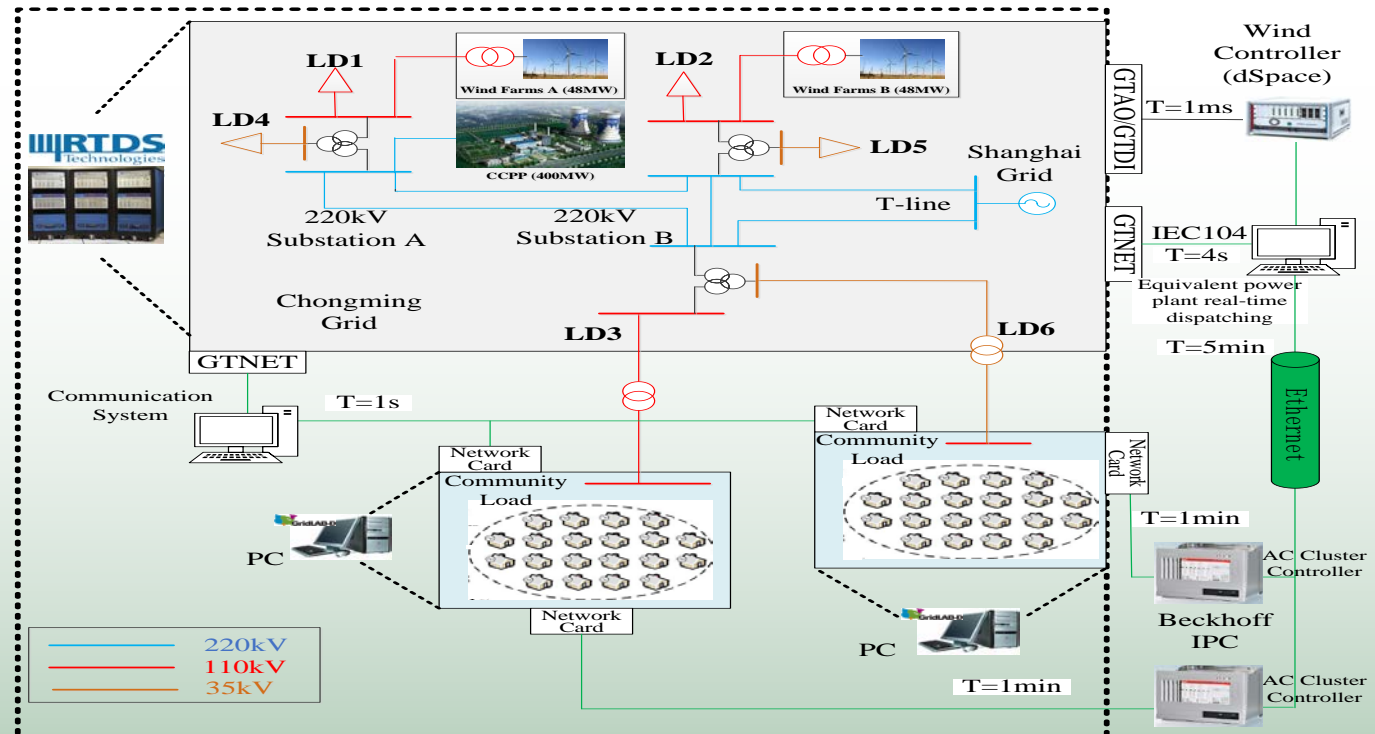 Wind
Controller
(dSpace)
LD1
LD2
Wind Farms A (48MW)
Wind Farms B (48MW)
GTAO/GTDI
T=1ms
LD4
RTDS
Technologies
LD5
Shanghai
Grid
CCPP (400MW)
T-line
220kV
Substation A
220kV
Substation B
GTNET
IEC104
T=4s
Equivalent power
plant real-time
dispatching
Chongming
Grid
LD3
LD6
T=5min
GTNET
Communication
System
T=1s
Ethernet
Network
Card
Community
Load
Network
Card
Network
Card
Community
Load
T=1min
GridLAB-D
PC
AC Cluster
Controller
Network
Card
GridLAB-D
PC
Beckhoff
IPC
220kV
110kV
35kV
T=1min
AC Cluster
Controller